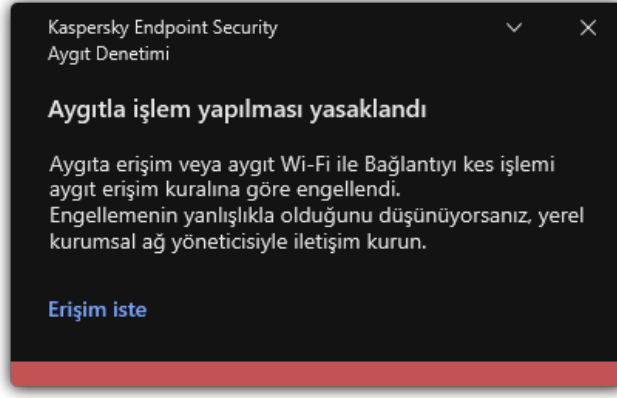 Kaspersky Endpoint Security
Aygıt Denetimi
Aygıtla işlem yapılması yasaklandı
Aygıta erişim veya aygıt Wi-Fi ile Bağlantıyı kes işlemi
aygıt erişim kuralına göre engellendi.
Engellemenin yanlışlıkla olduğunu düşünüyorsanız, yerel
kurumsal ağ yöneticisiyle iletişim kurun.
Erişim iste